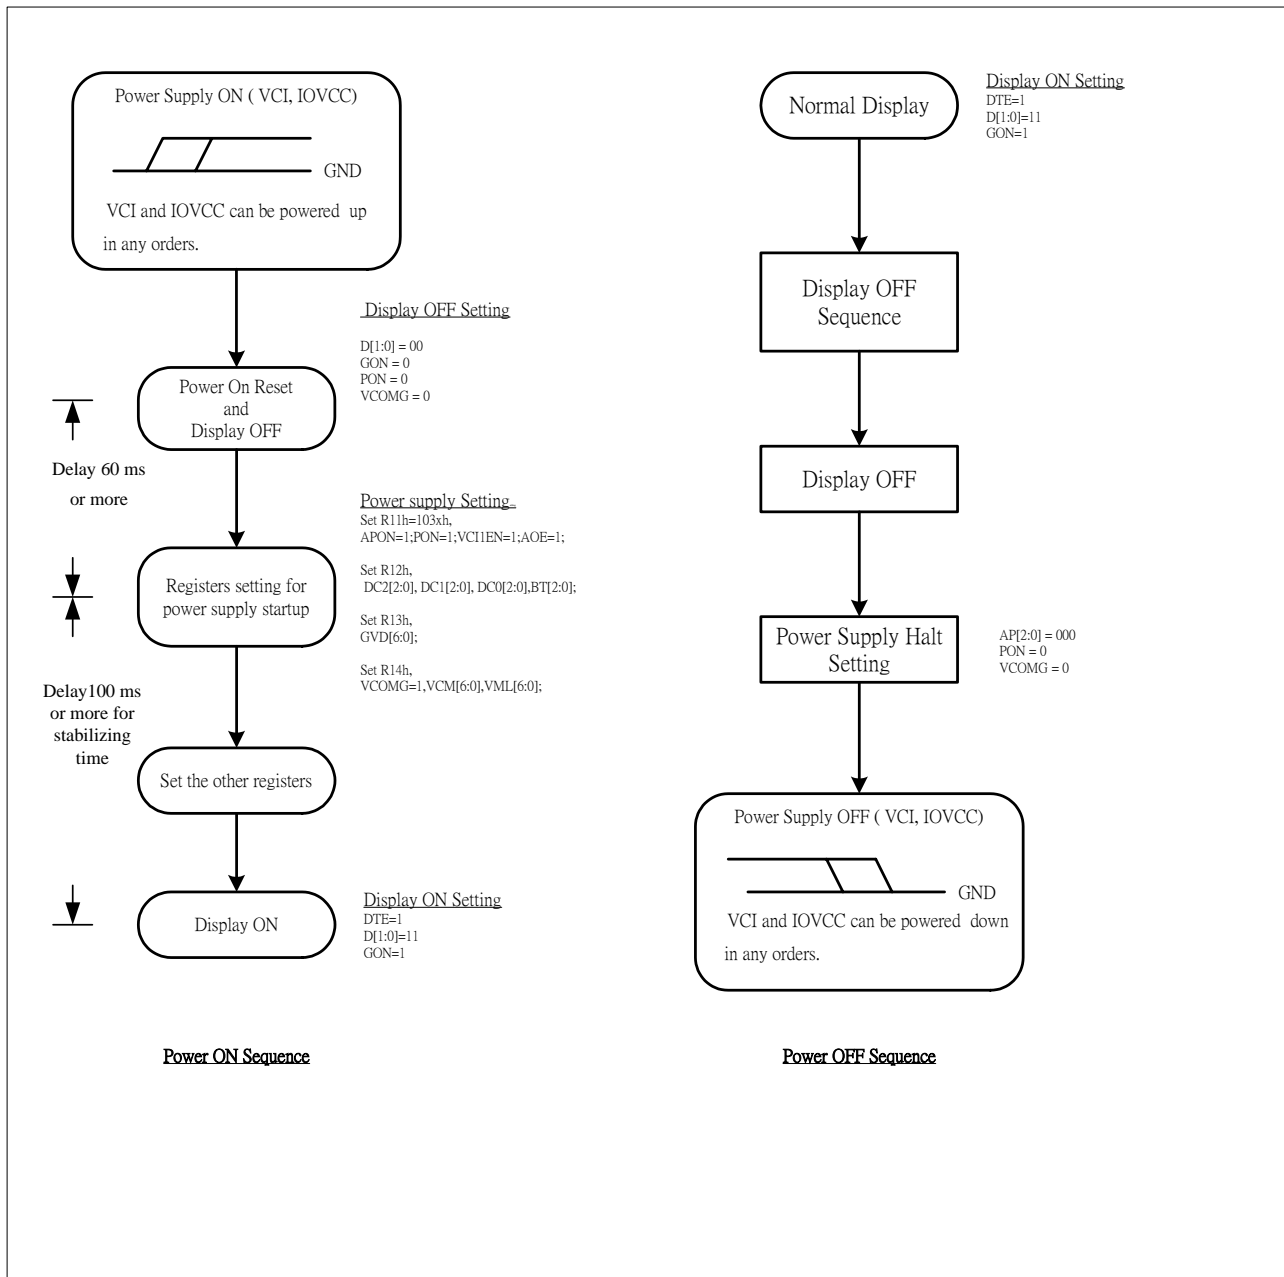 Power Supply ON ( VCI, IOVCC)
GND
VCI and IOVCC can be powered up
in any orders.
Display OFF Setting
D[1:0] = 00
GON = 0
PON = 0
VCOMG = 0
Power On Reset
and
Display OFF
Delay 60 ms
or more
Power supply Setting
Set R11h=103xh,
APON=1;PON=1;VCI1EN=1;AOE=1;
Set R12h,
DC2[2:0], DC1[2:0], DC0[2:0],BT[2:0];
Set R13h,
GVD[6:0];
Set R14h,
VCOMG=1,VCM[6:0],VML[6:0];
Registers setting for
power supply startup
Delay100 ms
or more for
stabilizing
time
Set the other registers
Display ON
Display ON Setting
DTE=1
D[1:0]=11
GON=1
Power ON Sequence
Normal Display
Display ON Setting
DTE=1
D[1:0]=11
GON=1
Display OFF
Sequence
Display OFF
Power Supply Halt
Setting
AP[2:0] = 000
PON = 0
VCOMG = 0
Power Supply OFF ( VCI, IOVCC)
GND
VCI and IOVCC can be powered down
in any orders.
Power OFF Sequence